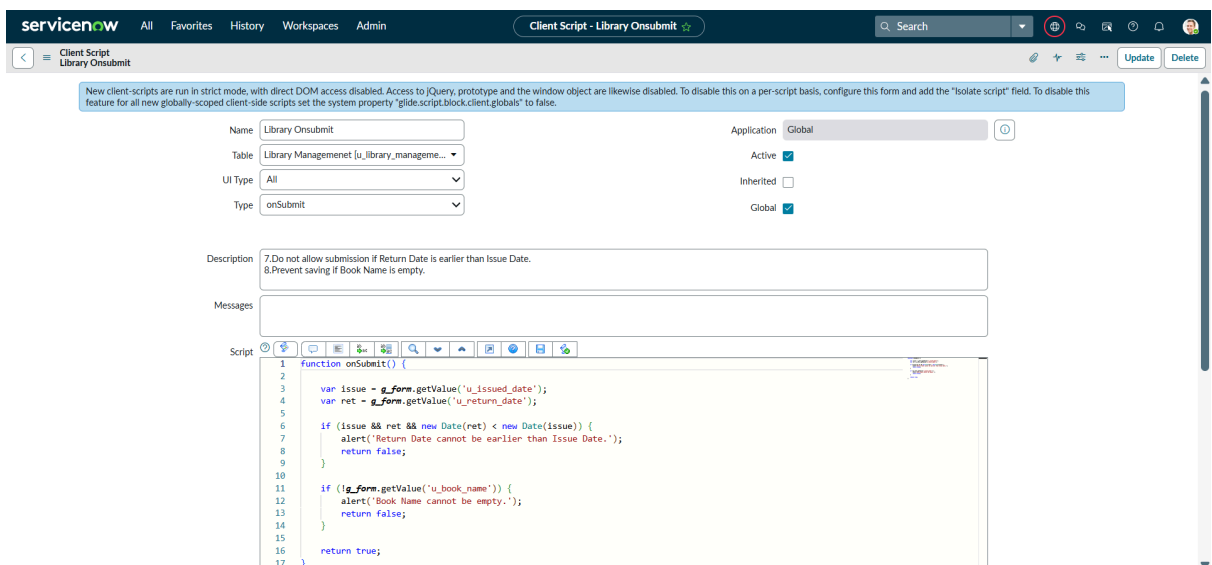 servicenow All Favorites History Workspaces Admin Client Script - Library Onsubmit Search
Client Script
Library Onsubmit
Update Delete
New client-scripts are run in strict mode, with direct DOM access disabled. Access to jQuery, prototype and the window object are likewise disabled. To disable this on a per-script basis, configure this form and add the "Isolate script" field. To disable this
feature for all new globally-scoped client-side scripts set the system property "glide.script.block.client.globals" to false.
Name Library Onsubmit Application Global
Table Library Managemenet [u_library_manageme... Active
UI Type All Inherited
Type onSubmit Global
Description 7.Do not allow submission if Return Date is earlier than Issue Date.
8.Prevent saving if Book Name is empty.
Messages
Script
1 function onSubmit() {
2
3 var issue = g_form.getValue('u_issued_date');
4 var ret = g_form.getValue('u_return_date');
5
6 if (issue && ret && new Date(ret) < new Date(issue)) {
7 alert('Return Date cannot be earlier than Issue Date.');
8 return false;
9 }
10
11 if (!g_form.getValue('u_book_name')) {
12 alert('Book Name cannot be empty.');
13 return false;
14 }
15
16 return true;
17 }